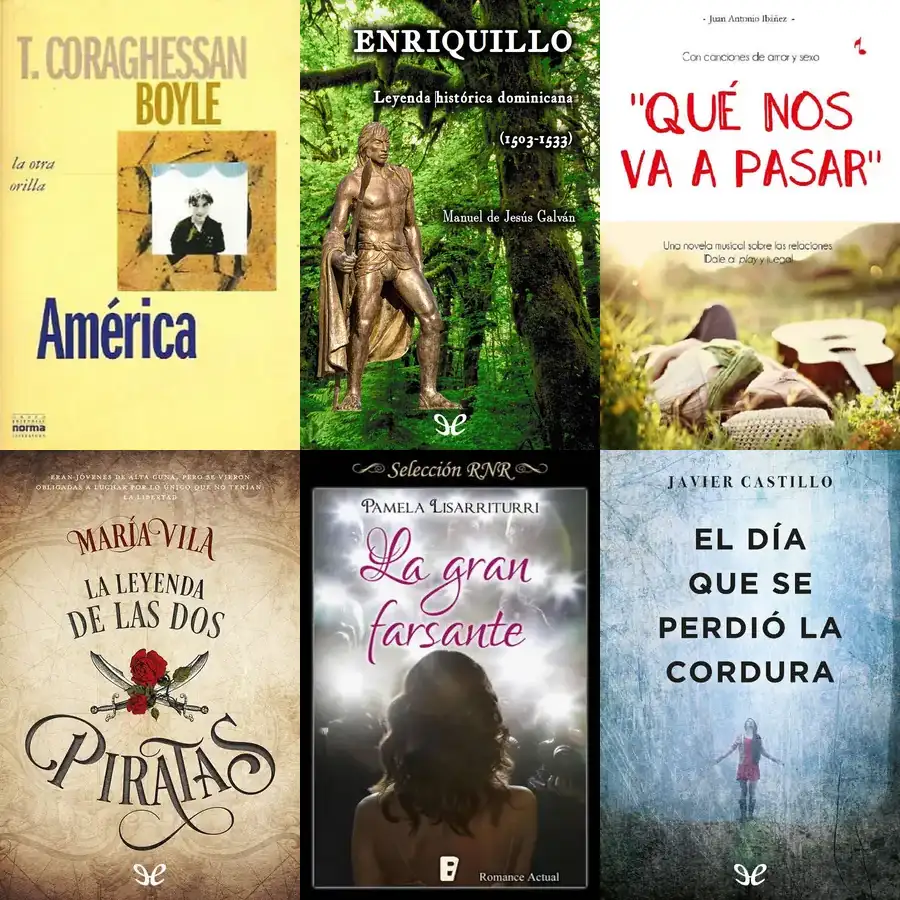 T. CORAGHESSAN
BOYLE
la otra
orilla
América
norma
ENRIQUILLO
Leyenda histórica dominicana
(1503-1533)
Manuel de Jesús Galván
- Juan Antonio Ibáñez -
Con canciones de amor y sexo
"QUÉ NOS
VA A PASAR"
Una novela musical sobre las relaciones
¡Dale al play y juega!
ERAN JÓVENES DE ALTA CUNA, PERO SE VIERON
OBLIGADAS A LUCHAR POR LO ÚNICO QUE NO TENÍAN:
LA LIBERTAD
MARÍA VILA
LA LEYENDA
DE LAS DOS
PIRATAS
Selección RNR
PAMELA LISARRITURRI
La gran
farsante
B
Romance Actual
JAVIER CASTILLO
EL DÍA
QUE SE
PERDIÓ LA
CORDURA